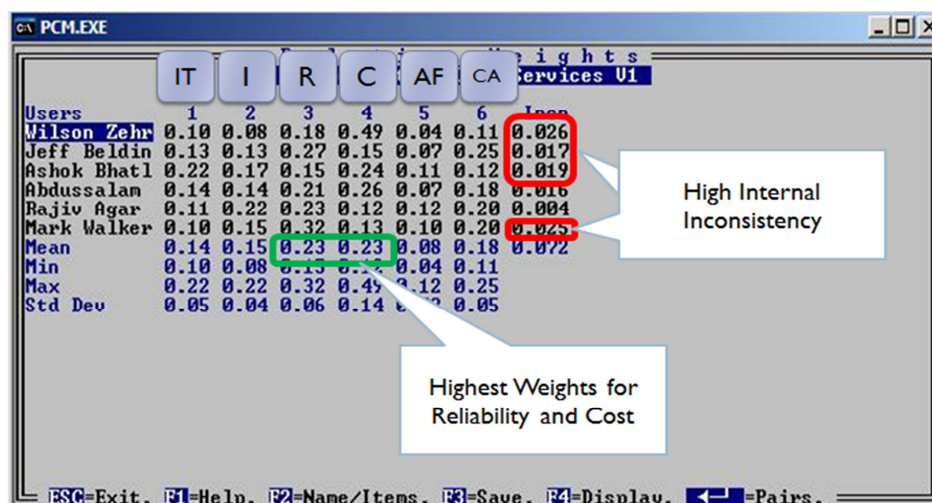 PCM.EXE
e i g h t s
Services V1
IT I R C AF CA
Users 1 2 3 4 5 6
Wilson Zehr 0.10 0.08 0.18 0.49 0.04 0.11 0.026
Jeff Beldin 0.13 0.13 0.27 0.15 0.07 0.25 0.017
Ashok Bhatl 0.22 0.17 0.15 0.24 0.11 0.12 0.019
Abdussalam 0.14 0.14 0.21 0.26 0.07 0.18 0.016
Rajiv Agar 0.11 0.22 0.23 0.12 0.12 0.20 0.004
Mark Walker 0.10 0.15 0.32 0.13 0.10 0.20 0.025
Mean 0.14 0.15 0.23 0.23 0.08 0.18 0.072
Min 0.10 0.08 0.15 0.04 0.11
Max 0.22 0.22 0.32 0.49 0.12 0.25
Std Dev 0.05 0.04 0.06 0.14 0.05
High Internal
Inconsistency
Highest Weights for
Reliability and Cost
ESC=Exit. F1=Help. F2=Name/Items. F3=Save. F4=Display. =Pairs.